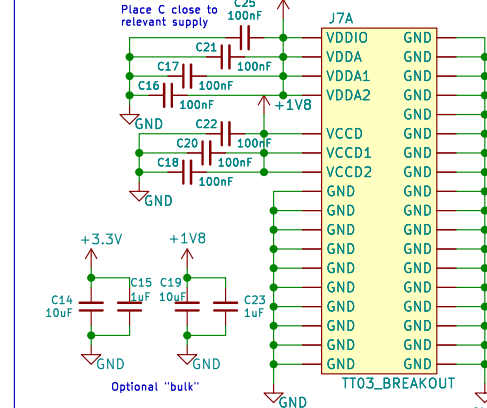 Place C close to
relevant supply
C25
100nF
J7A
VDDIO GND
C21
100nF
VDDA GND
C17
100nF
VDDA1 GND
C16
100nF
VDDA2 GND
+1V8
GND
GND
C22
100nF
VCCD GND
C20
100nF
VCCD1 GND
C18
100nF
VCCD2 GND
GND
GND GND
GND GND
GND GND
GND GND
GND GND
GND GND
GND GND
GND GND
GND GND
GND GND
+3.3V
+1V8
C14
10uF
C15
1uF
C19
10uF
C23
1uF
GND
GND
Optional "bulk"
TT03_BREAKOUT
GND